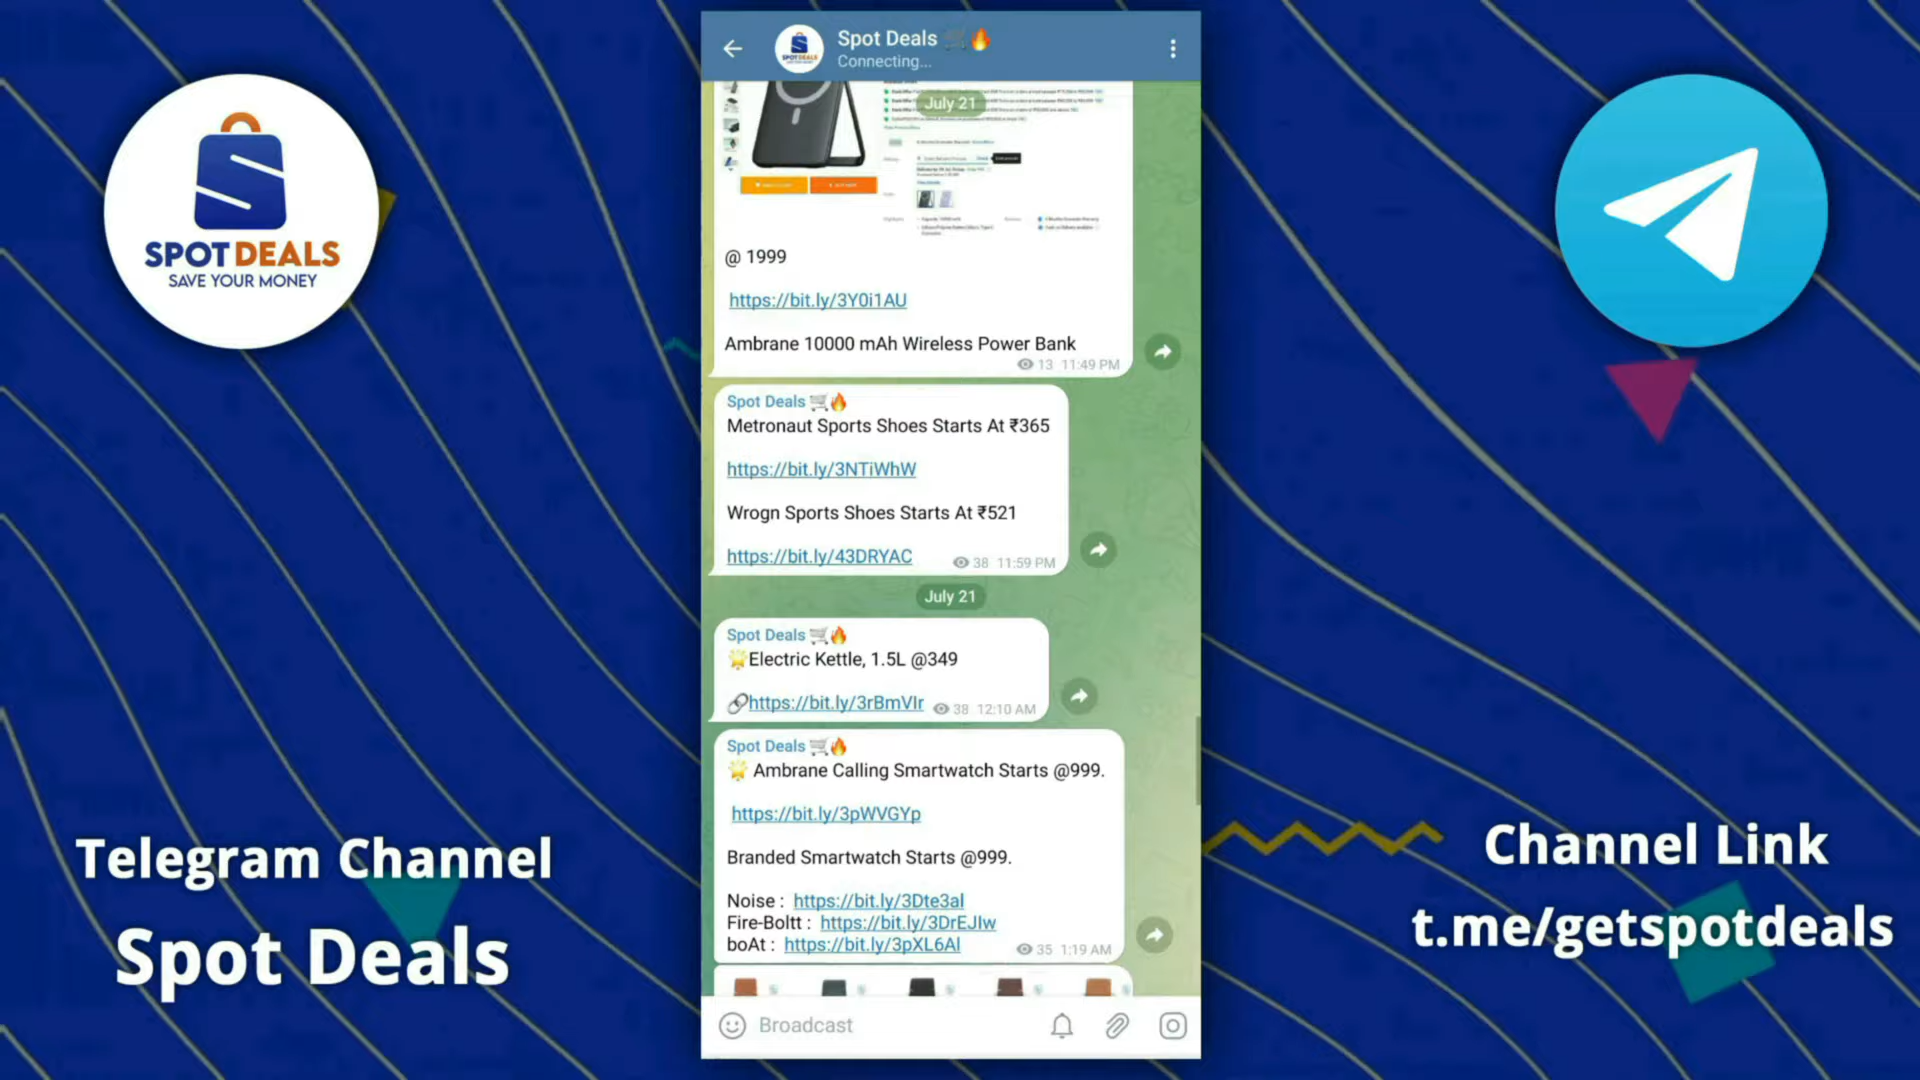 SPOT DEALS
SAVE YOUR MONEY
Telegram Channel
Spot Deals
Spot Deals 🛒🔥
Connecting...
July 21
@ 1999
https://bit.ly/3Y0i1AU
Ambrane 10000 mAh Wireless Power Bank
13 11:49 PM
Spot Deals 🛒🔥
Metronaut Sports Shoes Starts At ₹365
https://bit.ly/3NTiWhW
Wrogn Sports Shoes Starts At ₹521
https://bit.ly/43DRYAC
38 11:59 PM
July 21
Spot Deals 🛒🔥
🌟Electric Kettle, 1.5L @349
🔗https://bit.ly/3rBmVIr
38 12:10 AM
Spot Deals 🛒🔥
🌟 Ambrane Calling Smartwatch Starts @999.
https://bit.ly/3pWVGYp
Branded Smartwatch Starts @999.
Noise : https://bit.ly/3Dte3al
Fire-Boltt : https://bit.ly/3DrEJIw
boAt : https://bit.ly/3pXL6Al
35 1:19 AM
Broadcast
Channel Link
t.me/getspotdeals